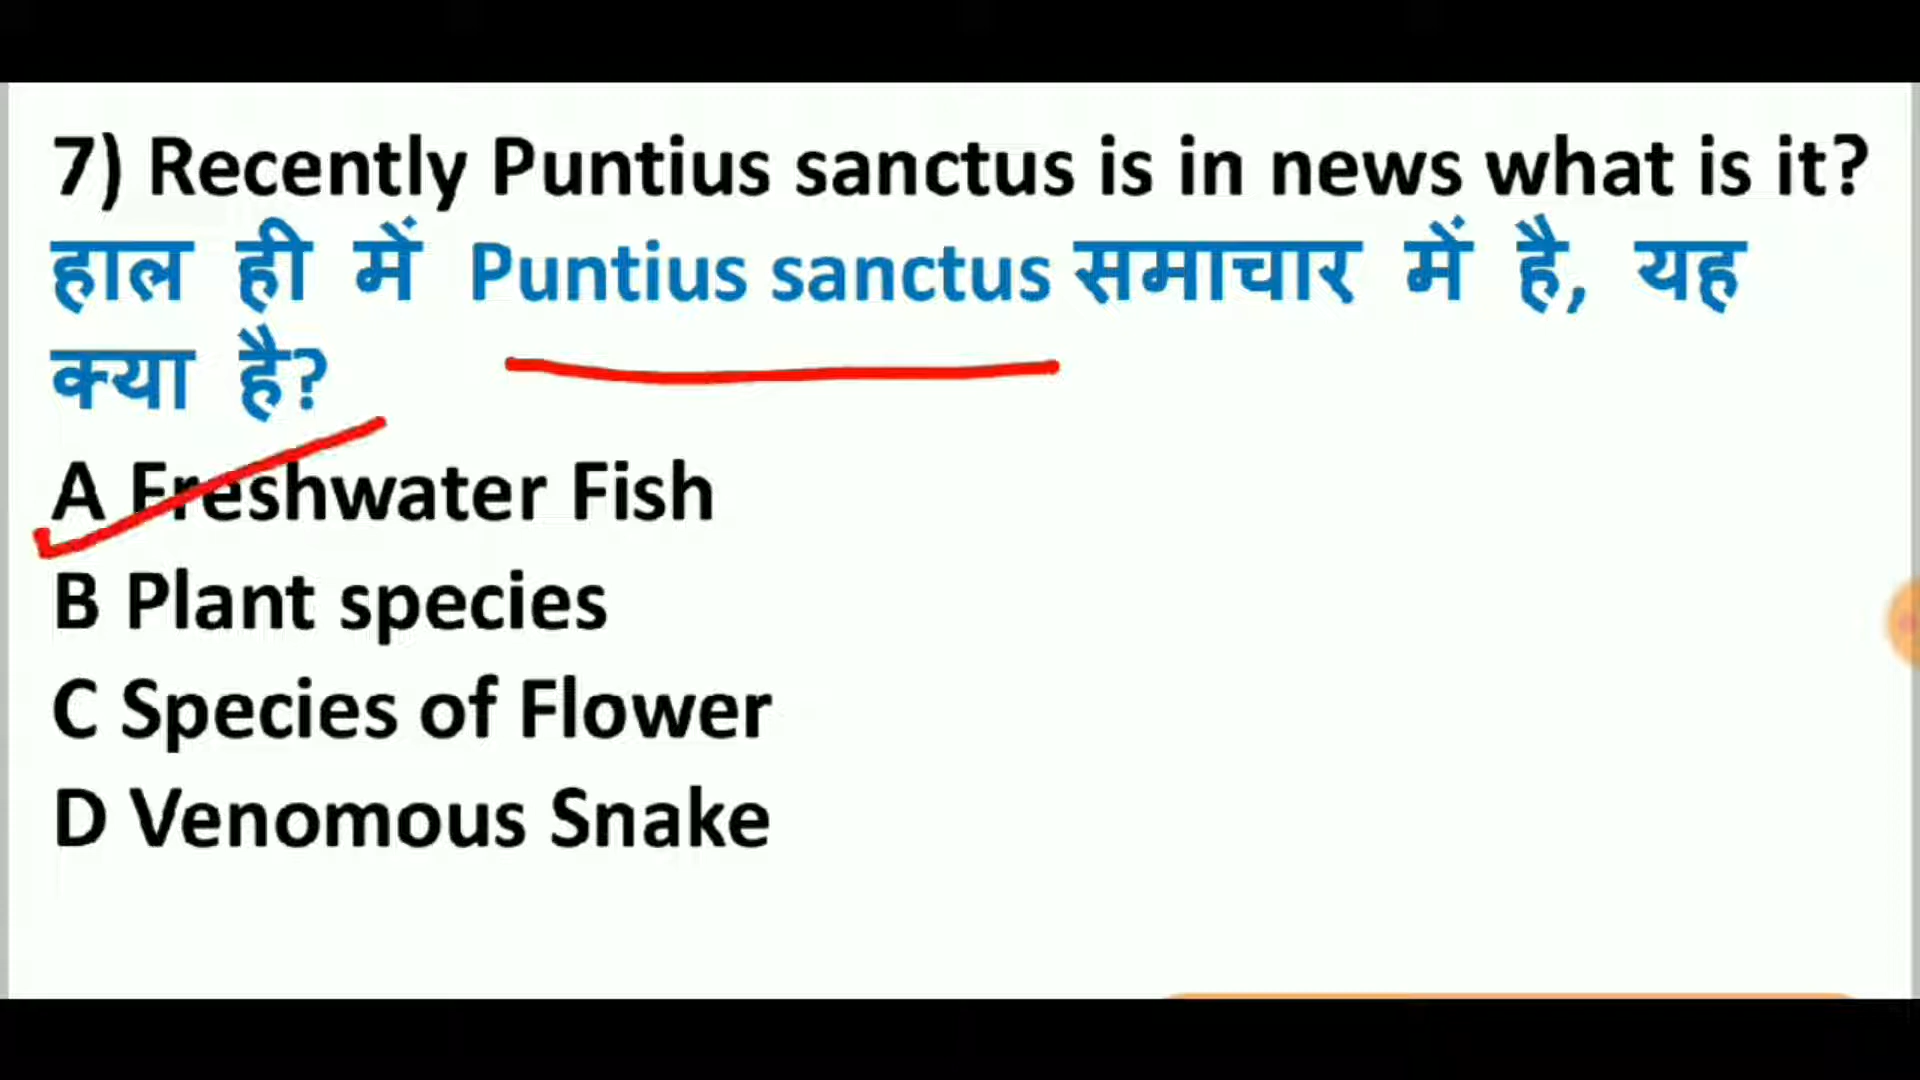 7) Recently Puntius sanctus is in news what is it?
हाल ही में Puntius sanctus समाचार में है, यह
क्या है?
A Freshwater Fish
B Plant species
C Species of Flower
D Venomous Snake